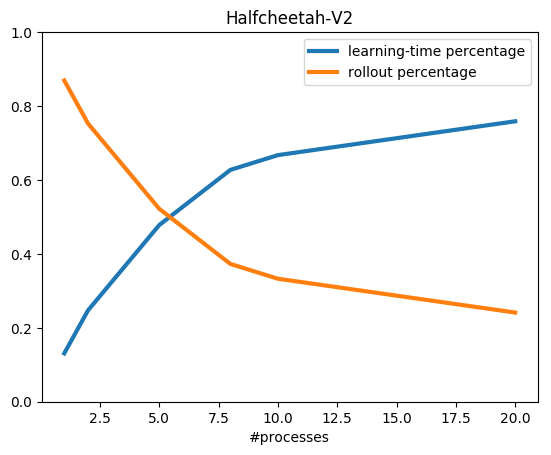 Halfcheetah-V2
learning-time percentage
rollout percentage
1.0
0.8
0.6
0.4
0.2
0.0
2.5 5.0 7.5 10.0 12.5 15.0 17.5 20.0
#processes